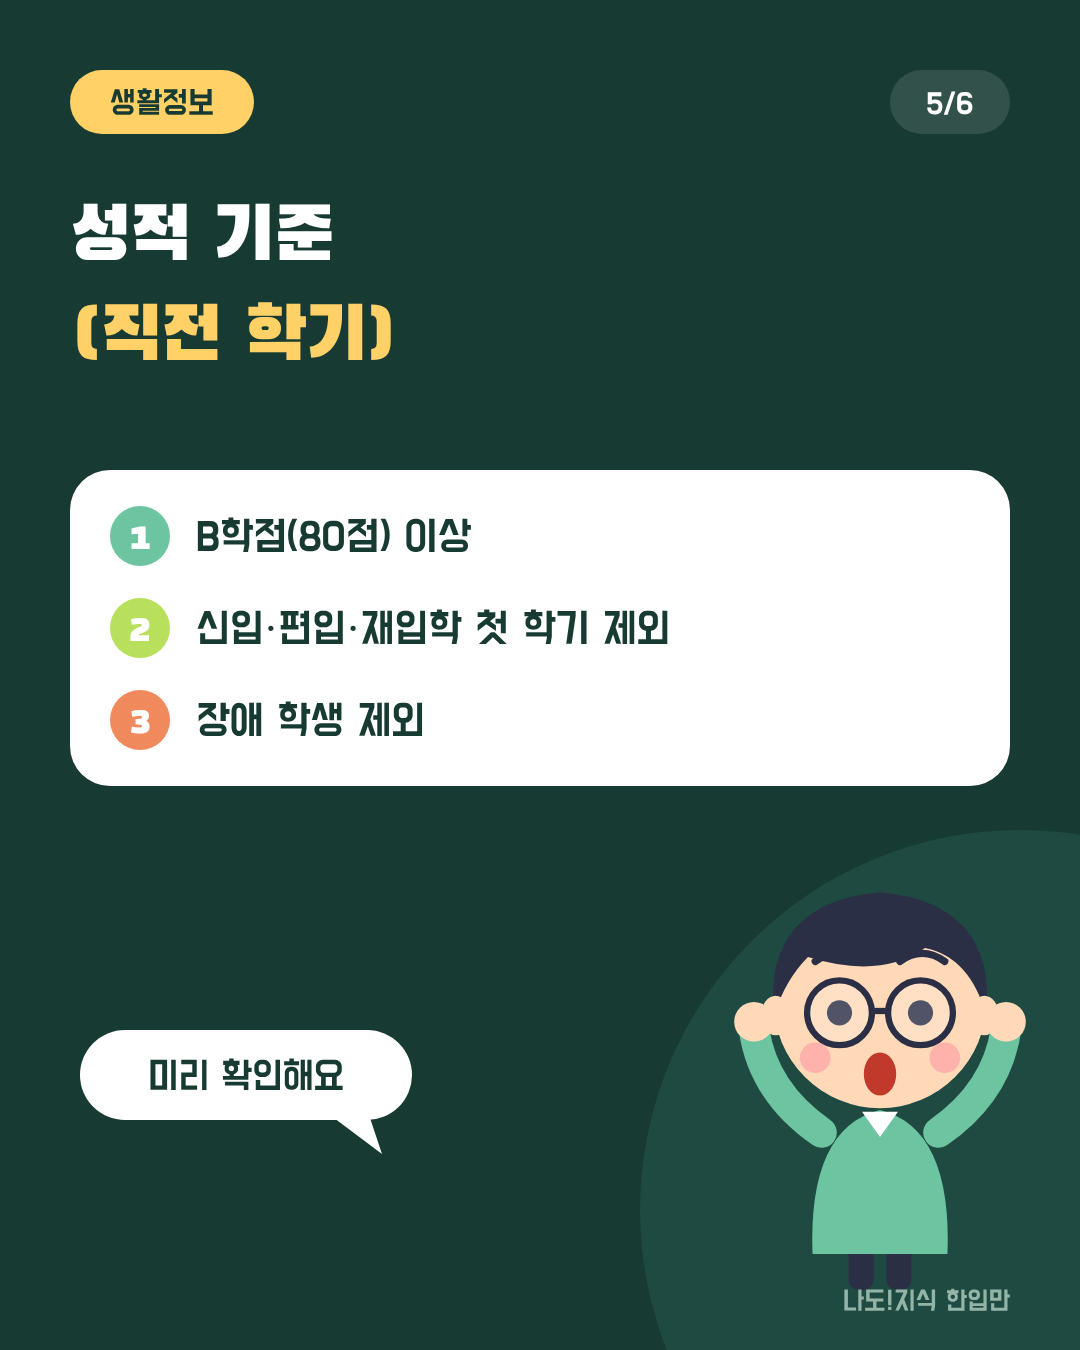 생활정보
5/6
성적 기준
(직전 학기)
1 B학점(80점) 이상
2 신입·편입·재입학 첫 학기 제외
3 장애 학생 제외
미리 확인해요
나도!지식 한입만